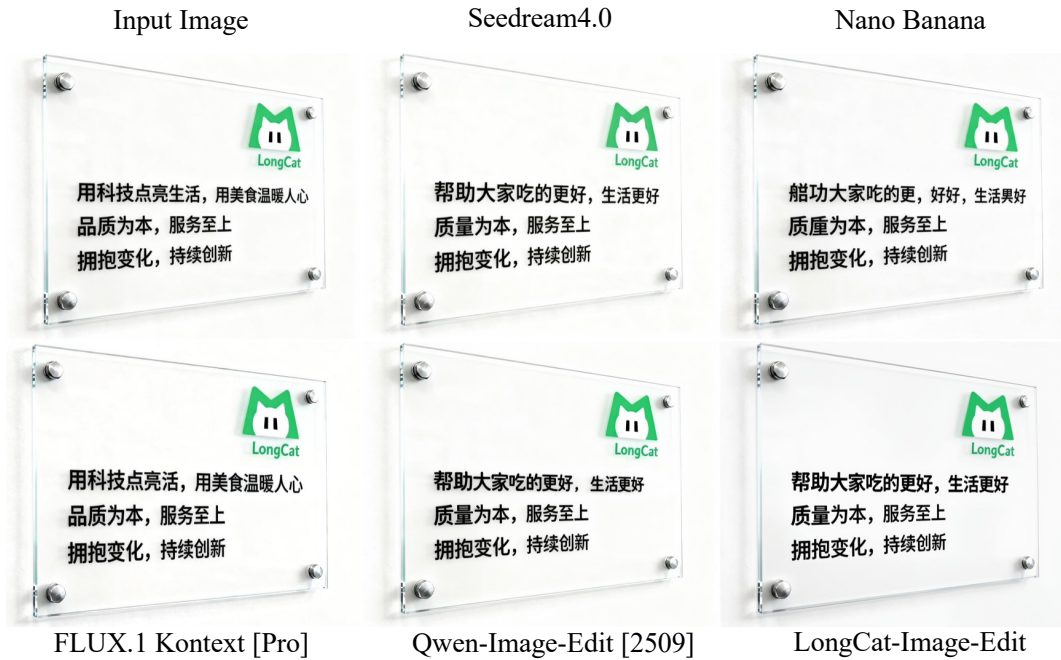 Input Image
Seedream4.0
Nano Banana
LongCat
用科技点亮生活，用美食温暖人心
品质为本，服务至上
拥抱变化，持续创新
LongCat
帮助大家吃的更好，生活更好
质量为本，服务至上
拥抱变化，持续创新
LongCat
功大家吃的更，好好，生活果好
质为本，服务至上
拥抱变化，持续创新
LongCat
用科技点亮活，用美食温暖人心
品质为本，服务至上
拥抱变化，持续创新
LongCat
帮助大家吃的更好，生活更好
质量为本，服务至上
拥抱变化，持续创新
LongCat
帮助大家吃的更好，生活更好
质量为本，服务至上
拥抱变化，持续创新
FLUX.1 Kontext [Pro]
Qwen-Image-Edit [2509]
LongCat-Image-Edit